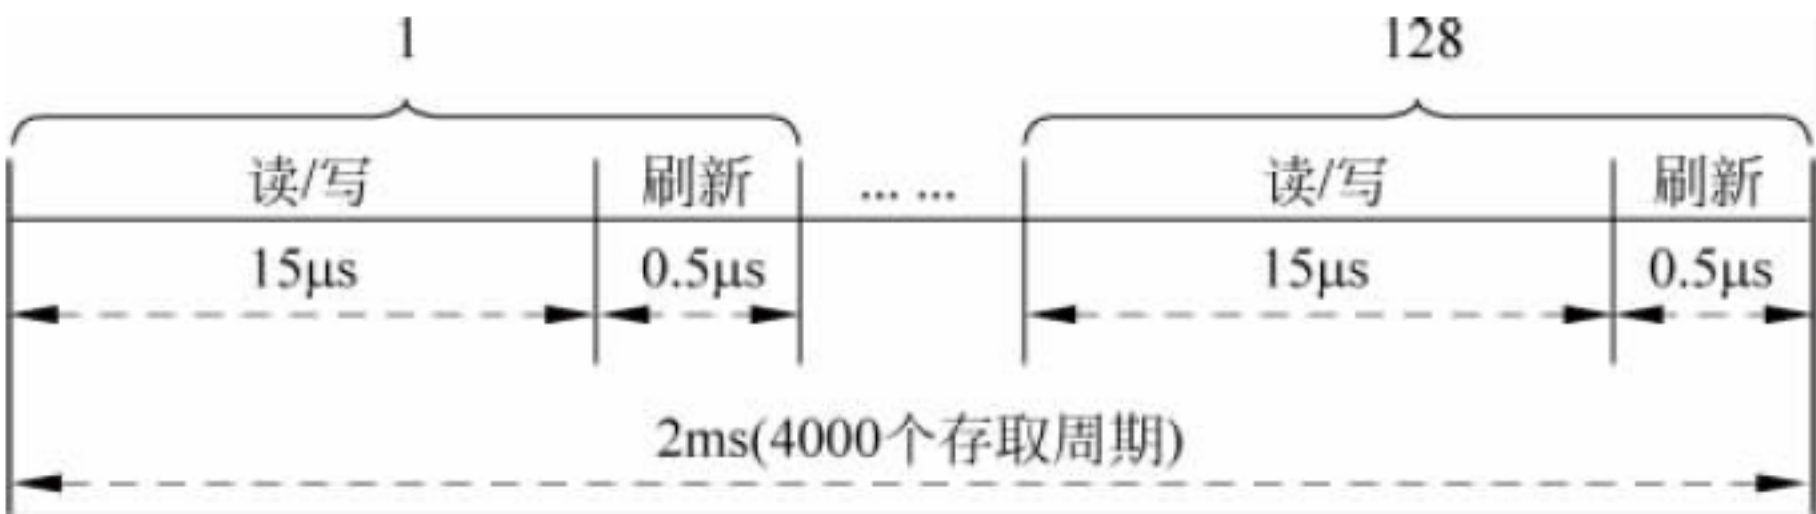 1 128
读/写 刷新 ... ... 读/写 刷新
15μs 0.5μs 15μs 0.5μs
2ms(4000个存取周期)